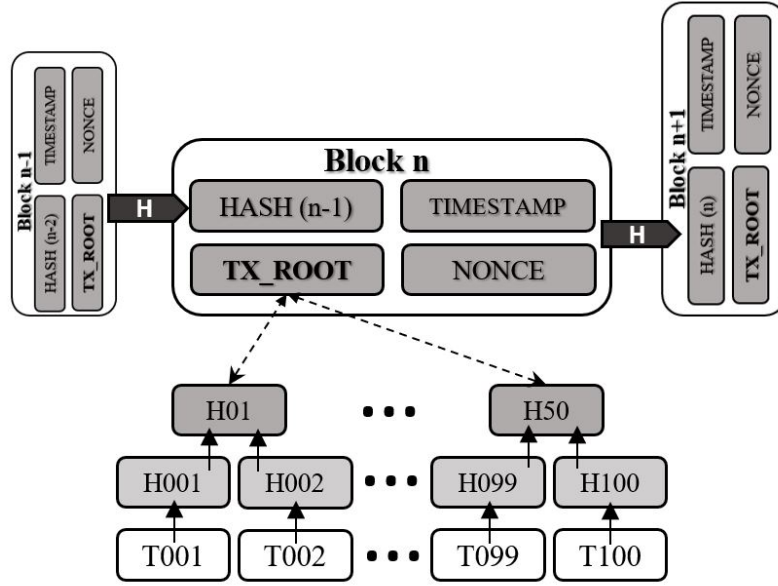 Block n-1
TIMESTAMP
NONCE
HASH (n-2)
TX_ROOT
H
Block n
HASH (n-1)
TIMESTAMP
TX_ROOT
NONCE
H
Block n+1
TIMESTAMP
NONCE
HASH (n)
TX_ROOT
H01 ••• H50
H001 H002 ••• H099 H100
T001 T002 ••• T099 T100